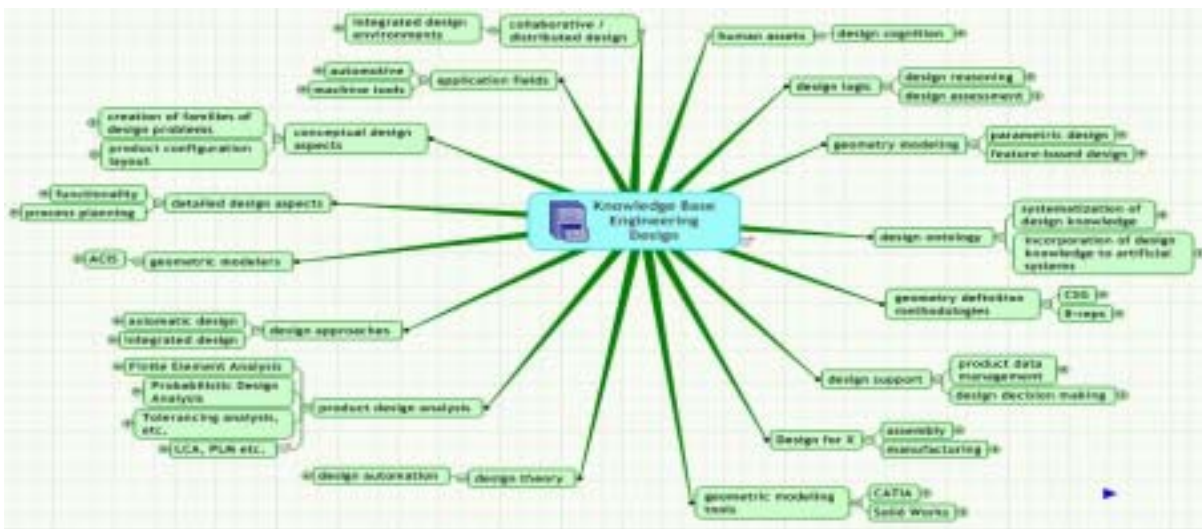 Knowledge Base
Engineering
Design
human assets
design cognition
design logic
design reasoning
design assessment
geometry modeling
parametric design
feature-based design
design ontology
systematization of
design knowledge
incorporation of design
knowledge to artificial
systems
geometry definition
methodologies
CSG
B-reps
design support
product data
management
design decision making
Design for X
assembly
manufacturing
geometric modeling
tools
CATIA
Solid Works
collaborative /
distributed design
integrated design
environments
application fields
automotive
machine tools
conceptual design
aspects
creation of families of
design problems
product configuration
layout
detailed design aspects
functionality
process planning
geometric modelers
ACIS
design approaches
axiomatic design
integrated design
product design analysis
Finite Element Analysis
Probabilistic Design
Analysis
Tolerancing analysis,
etc.
LCA, PLM etc.
design theory
design automation